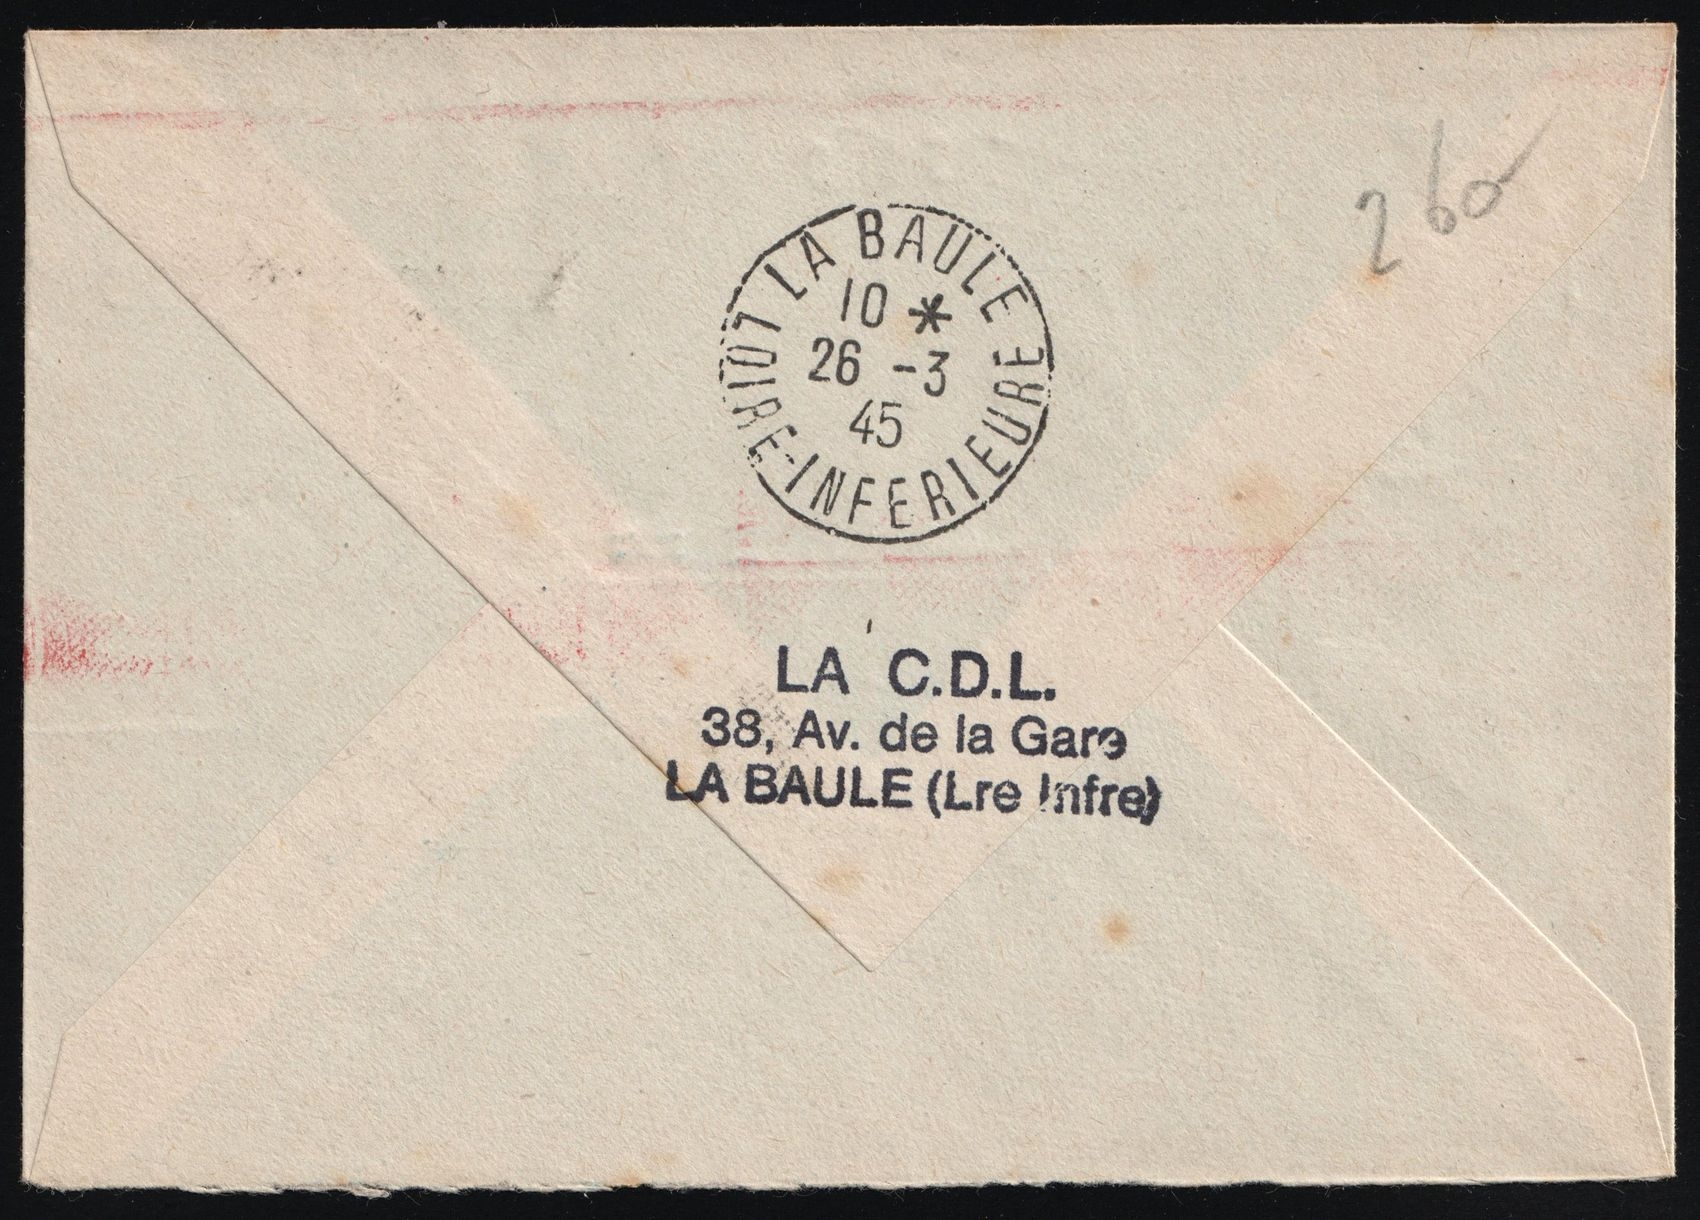 260
LA BAULE
10 *
26 -3
45
LOIRE-INFERIEURE
LA C.D.L.
38, Av. de la Gare
LA BAULE (Lre Infre)